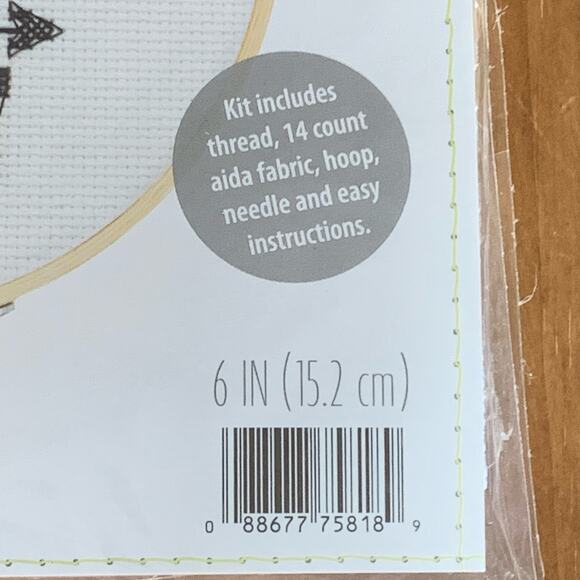 Kit includes
thread, 14 count
aida fabric, hoop,
needle and easy
instructions.
6 IN (15.2 cm)
0 88677 75818 9